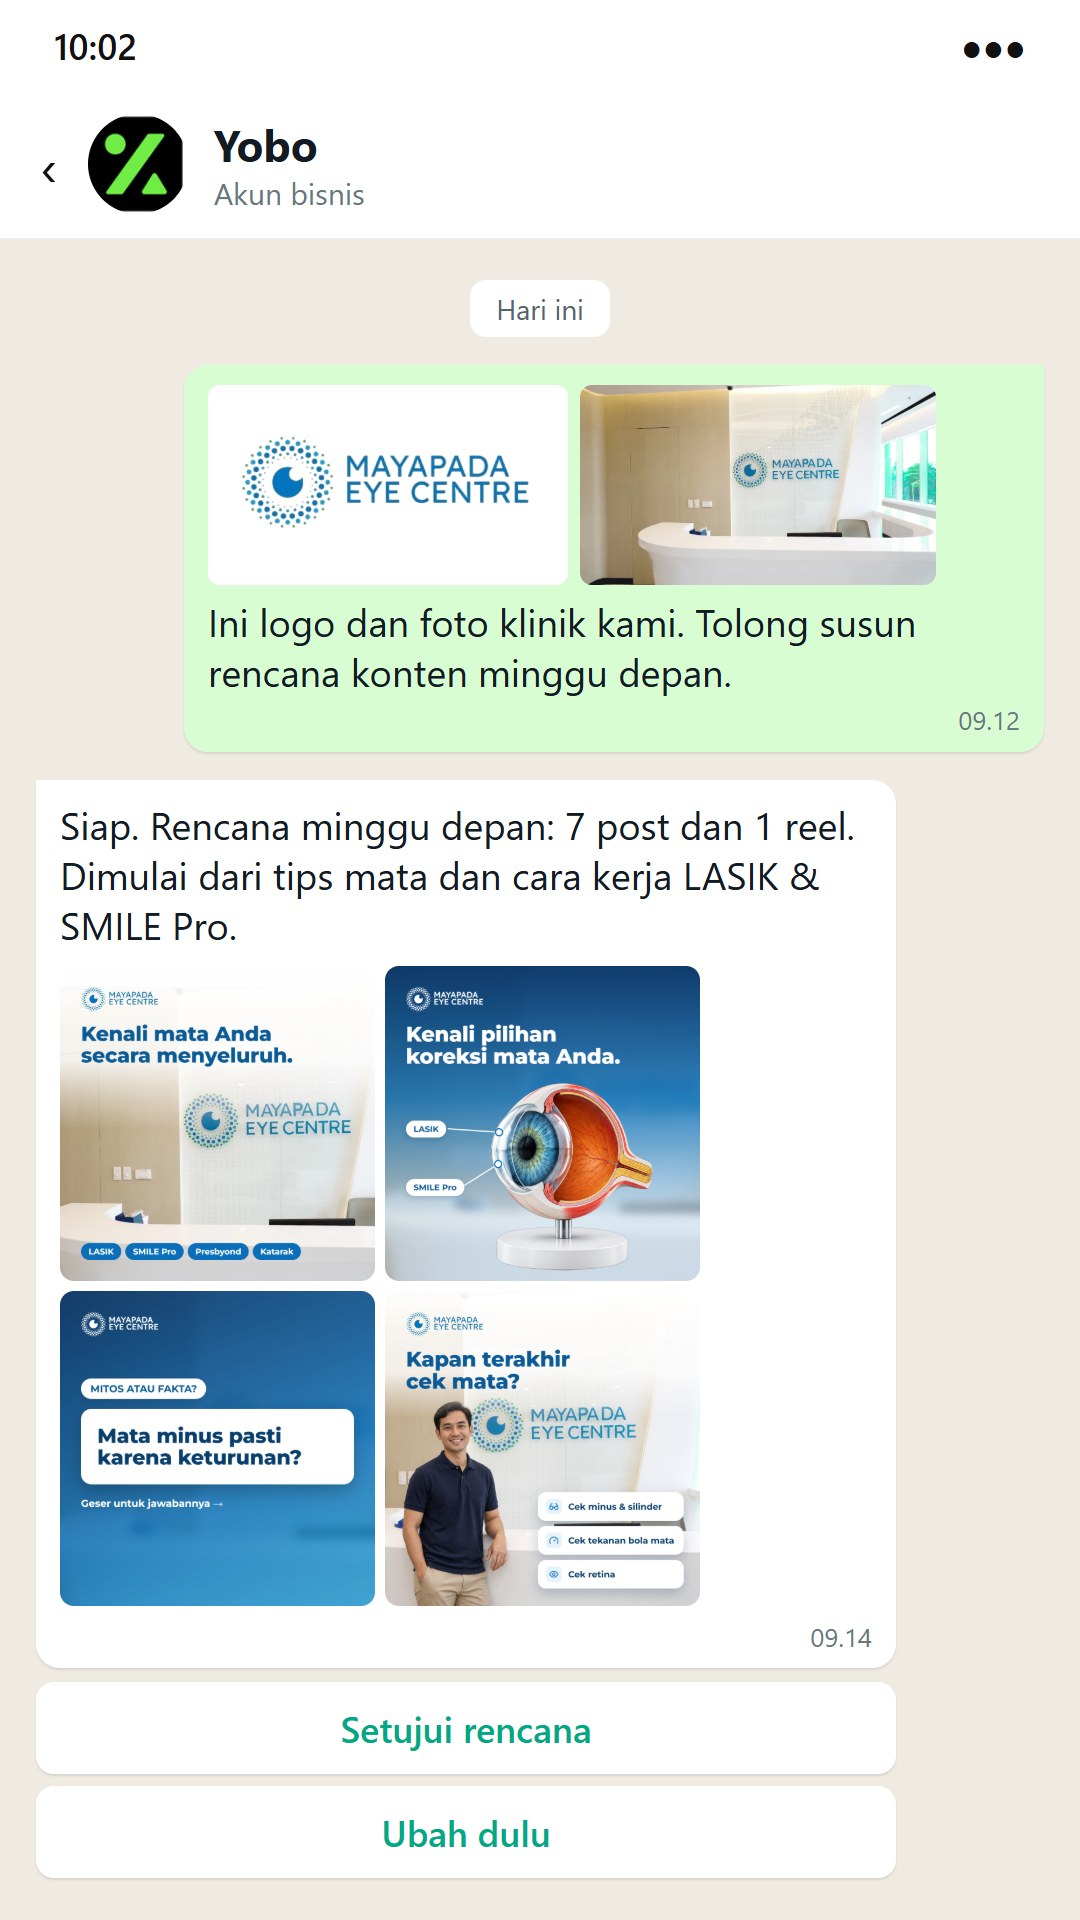 10:02
Yobo
Akun bisnis
Hari ini
MAYAPADA
EYE CENTRE
MAYAPADA
EYE CENTRE
Ini logo dan foto klinik kami. Tolong susun
rencana konten minggu depan.
09.12
Siap. Rencana minggu depan: 7 post dan 1 reel.
Dimulai dari tips mata dan cara kerja LASIK &
SMILE Pro.
MAYAPADA
EYE CENTRE
Kenali mata Anda
secara menyeluruh.
MAYAPADA
EYE CENTRE
LASIK
SMILE Pro
Presbyond
Katarak
MAYAPADA
EYE CENTRE
Kenali pilihan
koreksi mata Anda.
LASIK
SMILE Pro
MAYAPADA
EYE CENTRE
MITOS ATAU FAKTA?
Mata minus pasti
karena keturunan?
Geser untuk jawabannya →
MAYAPADA
EYE CENTRE
Kapan terakhir
cek mata?
MAYAPADA
EYE CENTRE
Cek minus & silinder
Cek tekanan bola mata
Cek retina
09.14
Setujui rencana
Ubah dulu